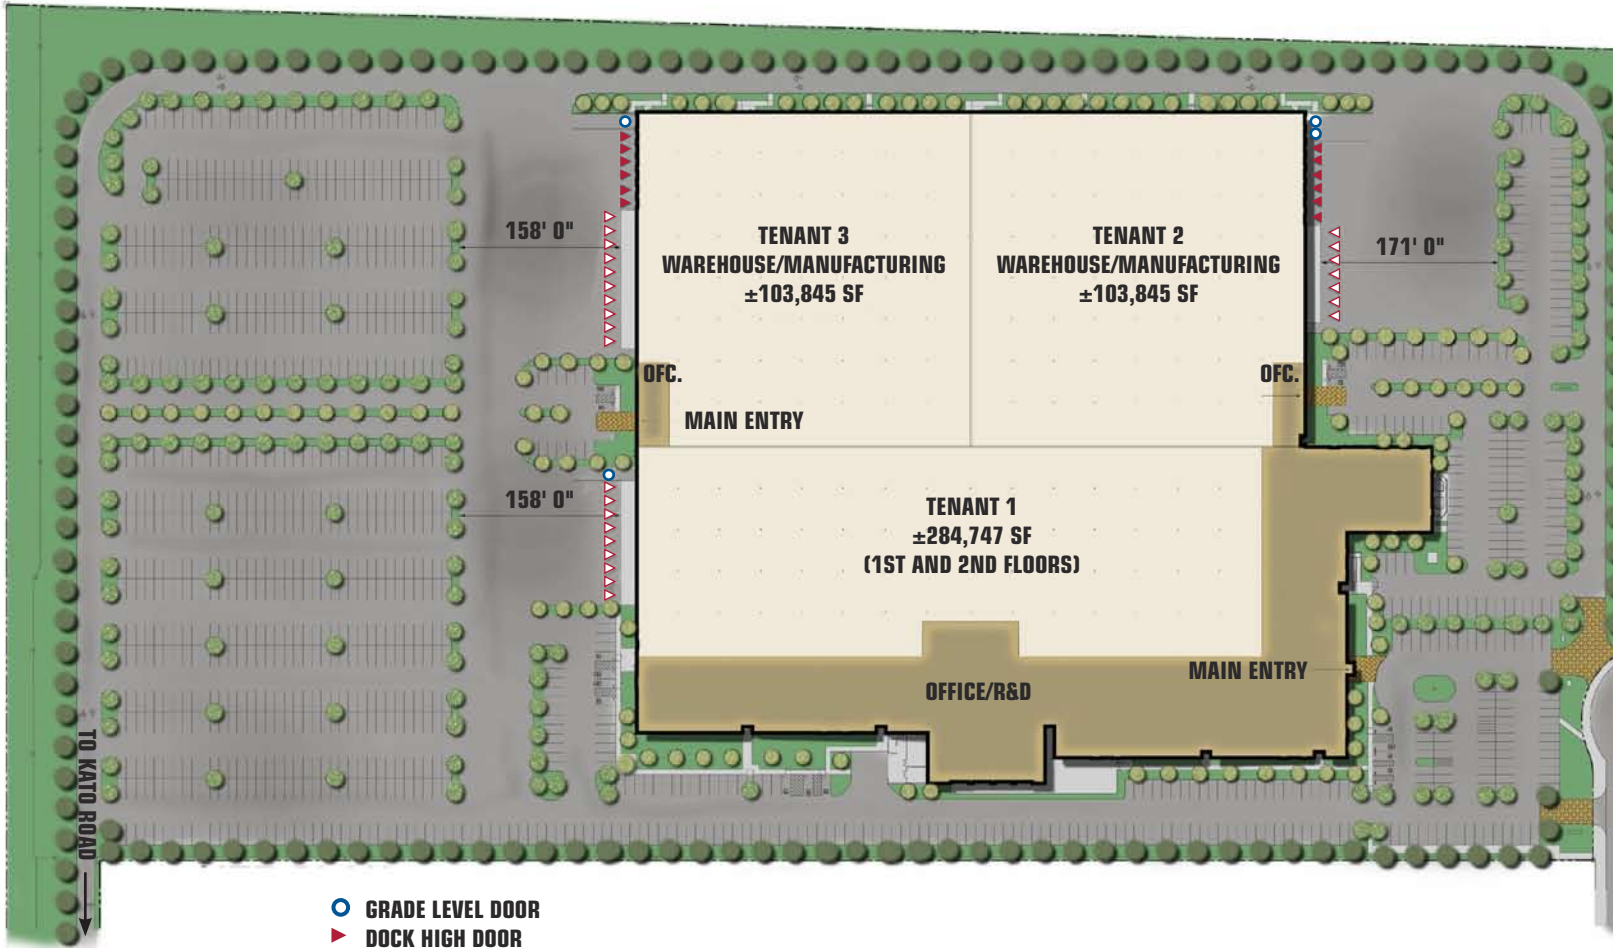 158' 0"
TENANT 3
WAREHOUSE/MANUFACTURING
±103,845 SF
TENANT 2
WAREHOUSE/MANUFACTURING
±103,845 SF
171' 0"
OFC.
MAIN ENTRY
OFC.
158' 0"
TENANT 1
±284,747 SF
(1ST AND 2ND FLOORS)
MAIN ENTRY
OFFICE/R&D
TO KATO ROAD
GRADE LEVEL DOOR
DOCK HIGH DOOR